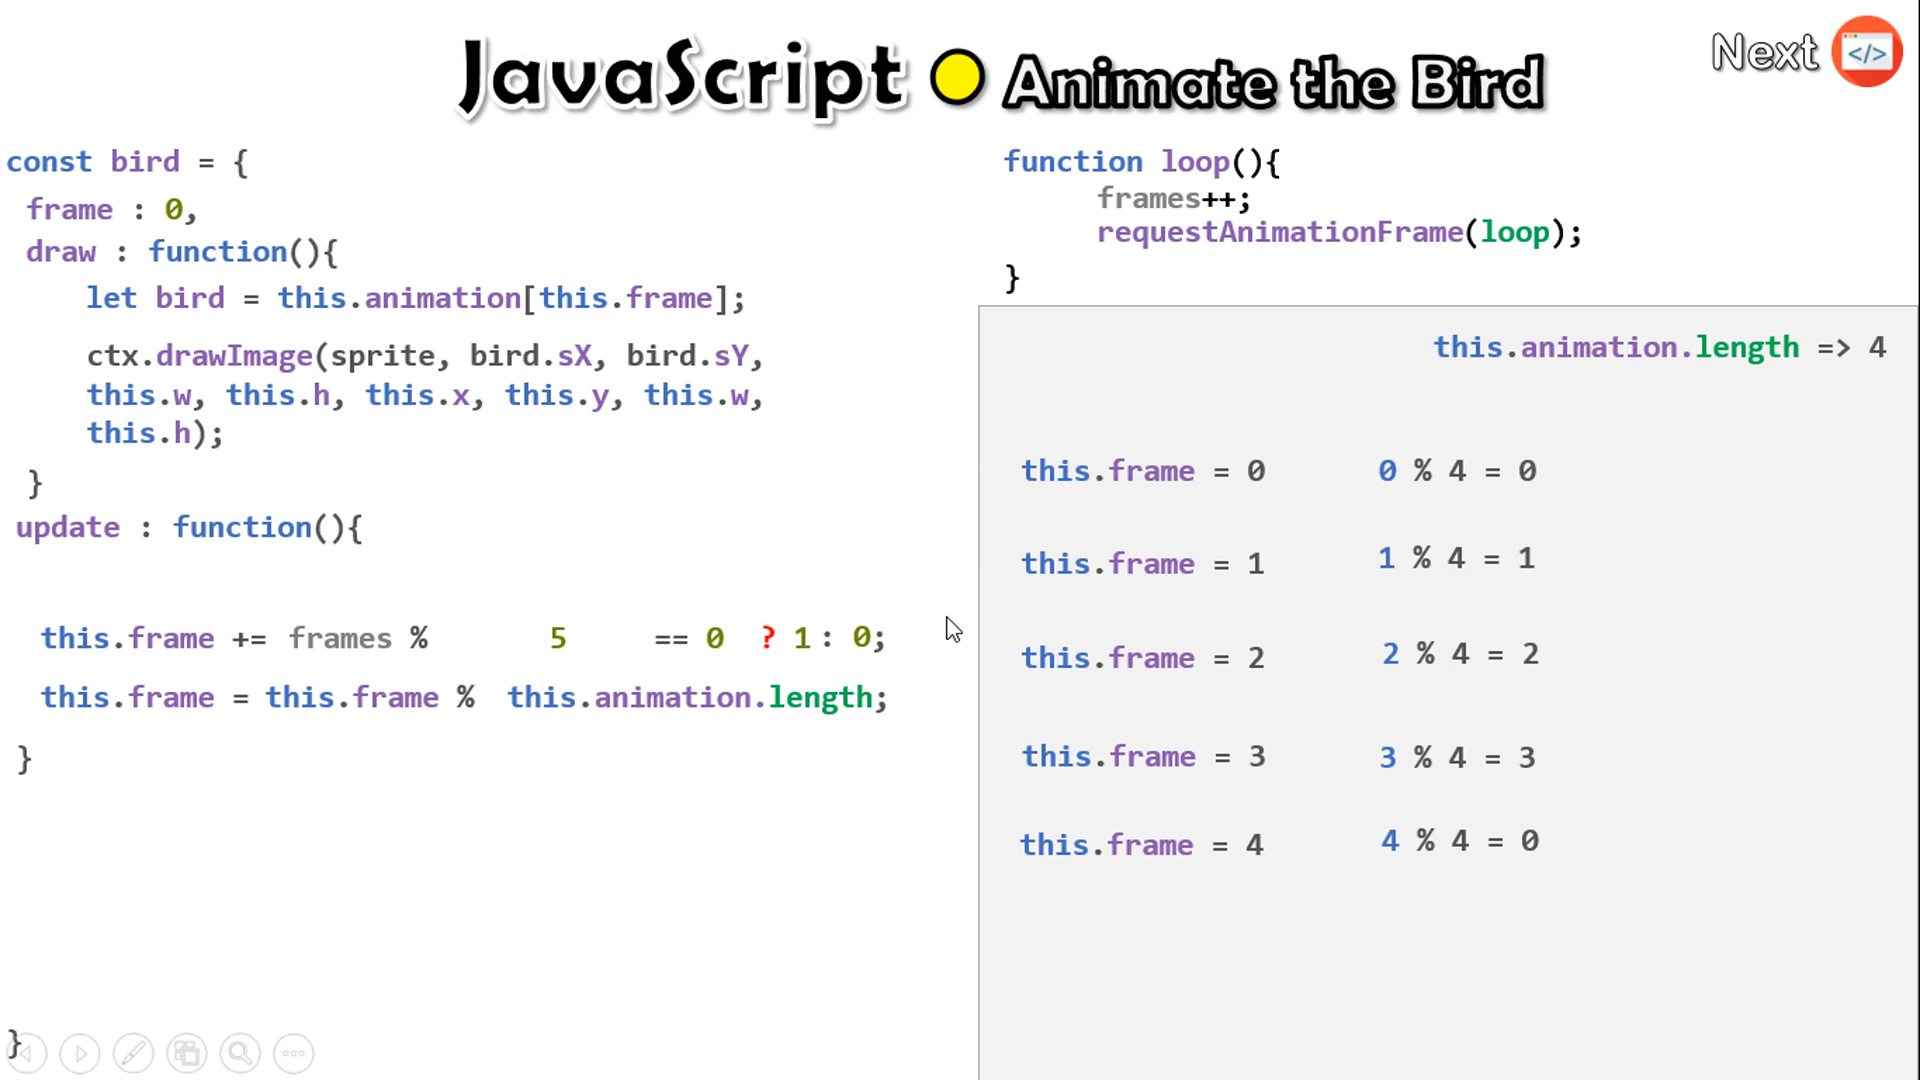 JavaScript Animate the Bird
Next </>
const bird = {
frame : 0,
draw : function(){
let bird = this.animation[this.frame];
ctx.drawImage(sprite, bird.sX, bird.sY,
this.w, this.h, this.x, this.y, this.w,
this.h);
}
update : function(){
this.frame += frames % 5 == 0 ? 1 : 0;
this.frame = this.frame % this.animation.length;
}
}
function loop(){
frames++;
requestAnimationFrame(loop);
}
this.animation.length => 4
this.frame = 0 0 % 4 = 0
this.frame = 1 1 % 4 = 1
this.frame = 2 2 % 4 = 2
this.frame = 3 3 % 4 = 3
this.frame = 4 4 % 4 = 0